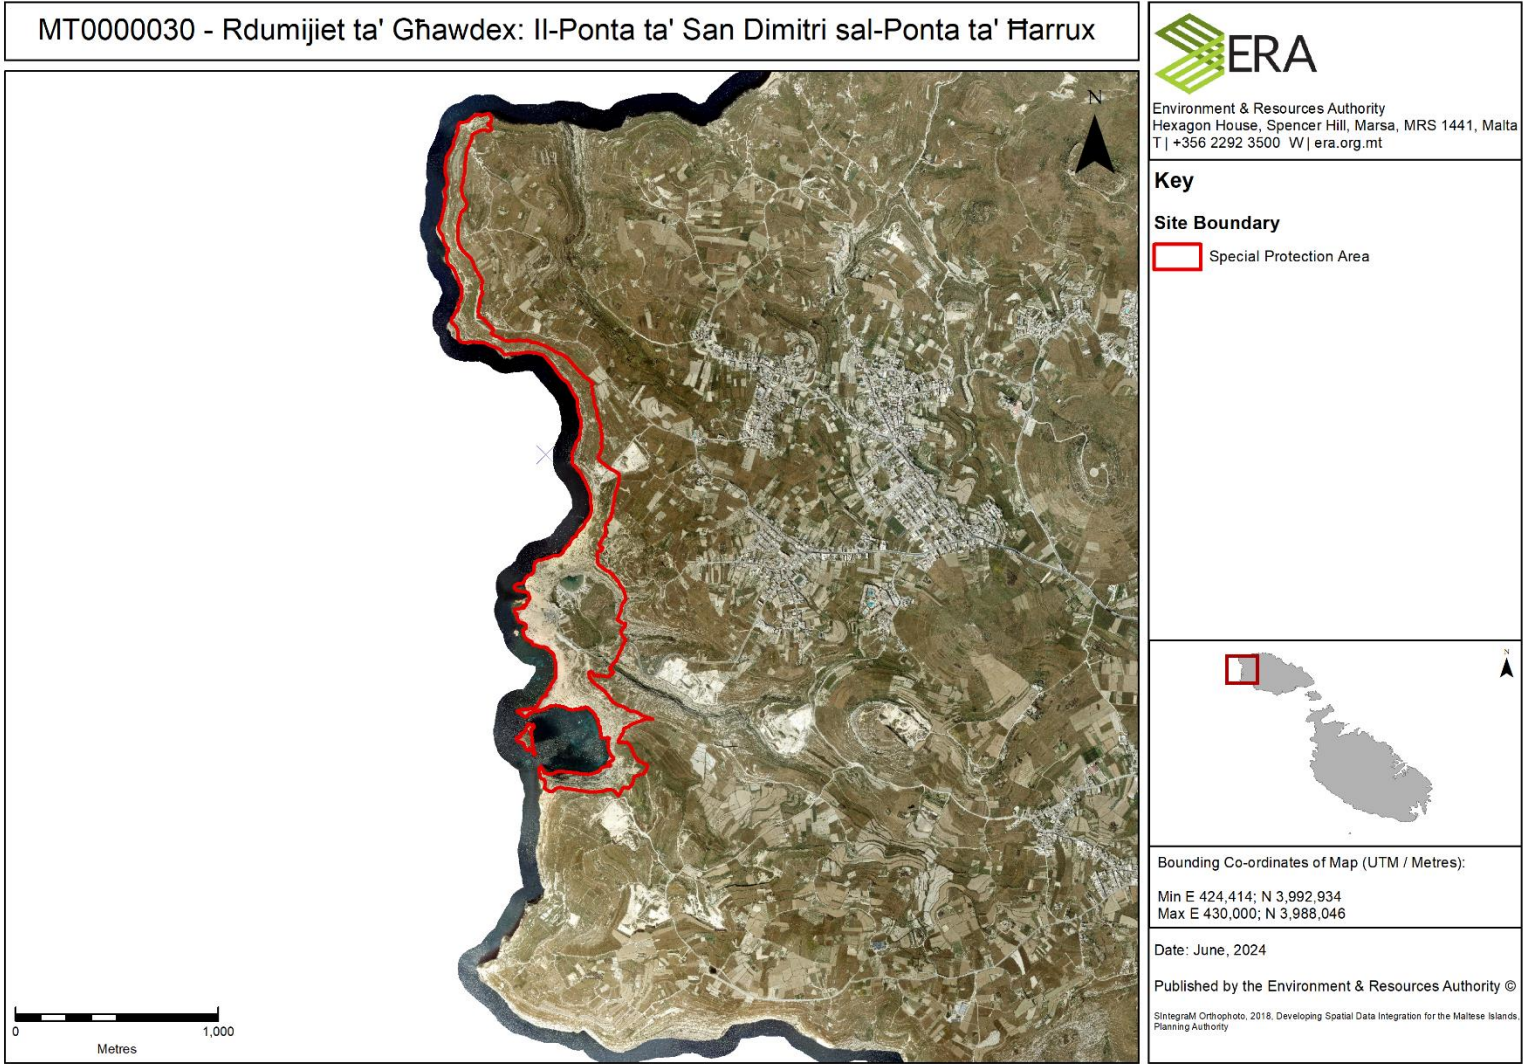 MT0000030 - Rdumijiet ta' Għawdex: Il-Ponta ta' San Dimitri sal-Ponta ta' Ħarrux
ERA
Environment & Resources Authority
Hexagon House, Spencer Hill, Marsa, MRS 1441, Malta
T | +356 2292 3500 W | era.org.mt
Key
Site Boundary
Special Protection Area
N
N
Bounding Co-ordinates of Map (UTM / Metres):
Min E 424,414; N 3,992,934
Max E 430,000; N 3,988,046
Date: June, 2024
Published by the Environment & Resources Authority ©
SIntegraM Orthophoto, 2018, Developing Spatial Data Integration for the Maltese Islands,
Planning Authority
0 1,000
Metres